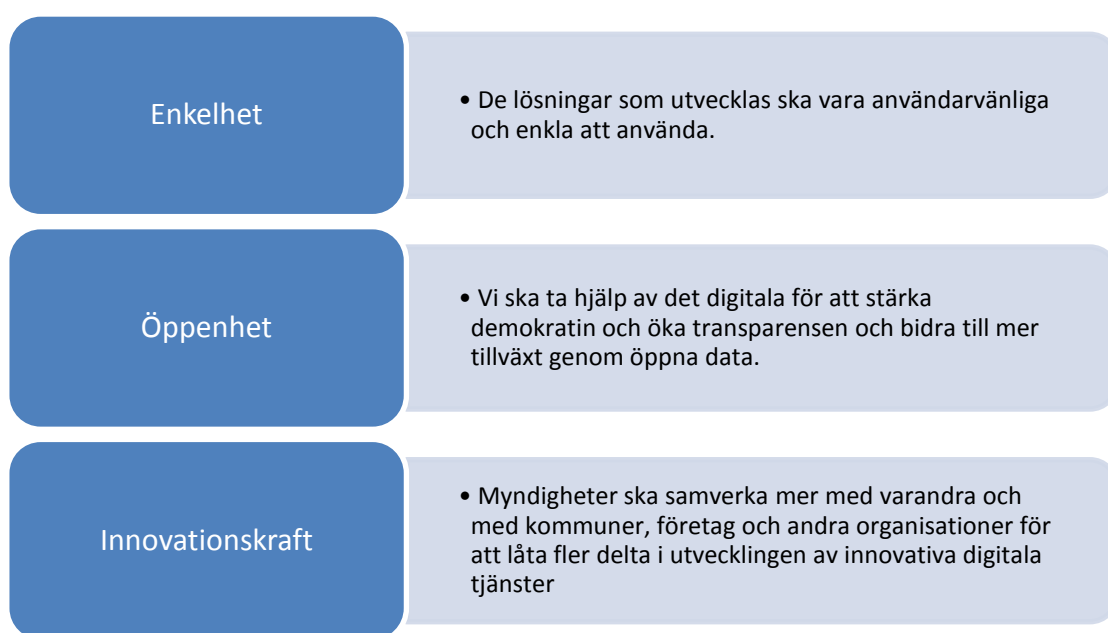 Enkelhet
• De lösningar som utvecklas ska vara användarvänliga
och enkla att använda.
Öppenhet
• Vi ska ta hjälp av det digitala för att stärka
demokratin och öka transparensen och bidra till mer
tillväxt genom öppna data.
Innovationskraft
• Myndigheter ska samverka mer med varandra och
med kommuner, företag och andra organisationer för
att låta fler delta i utvecklingen av innovativa digitala
tjänster